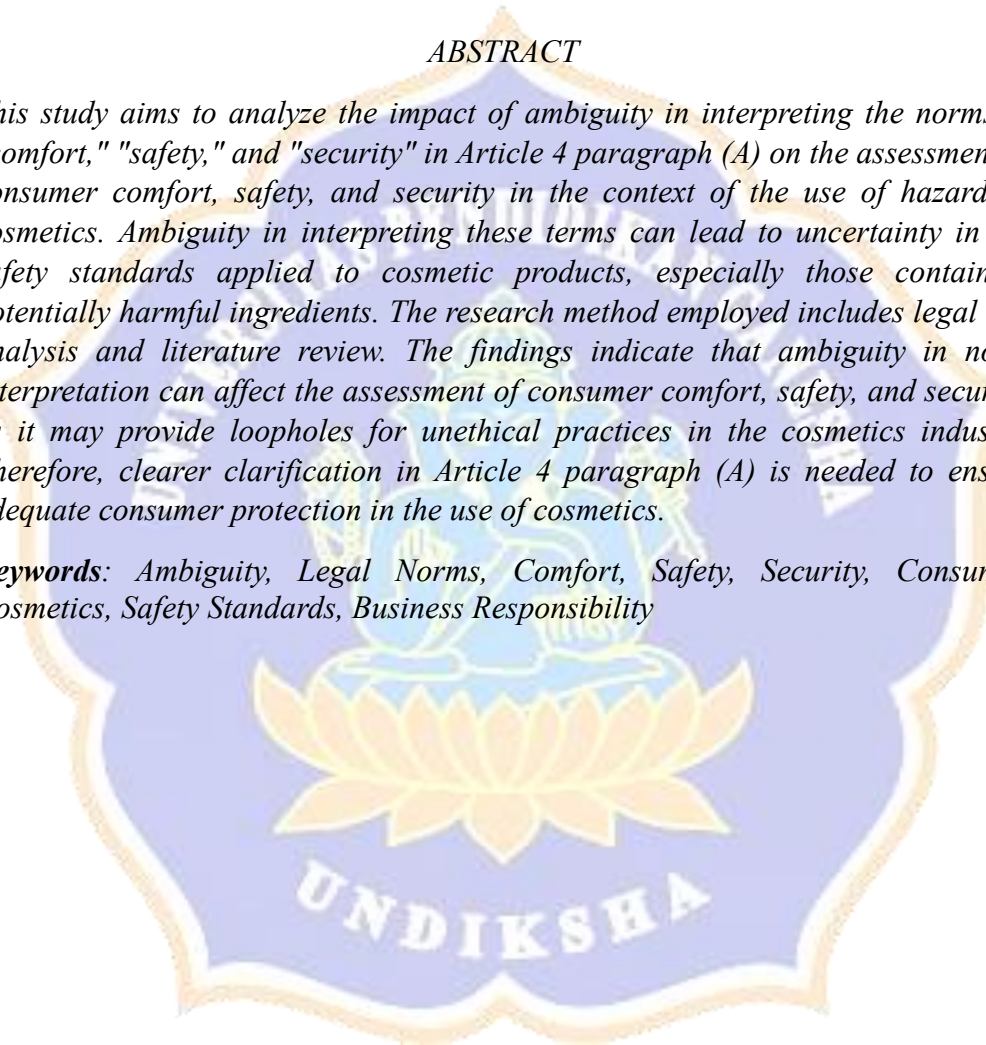 ABSTRACT
his study aims to analyze the impact of ambiguity in interpreting the norms
omfort," "safety," and "security" in Article 4 paragraph (A) on the assessment
onsumer comfort, safety, and security in the context of the use of hazard
osmetics. Ambiguity in interpreting these terms can lead to uncertainty in
afety standards applied to cosmetic products, especially those contain
otentially harmful ingredients. The research method employed includes legal
nalysis and literature review. The findings indicate that ambiguity in no
nterpretation can affect the assessment of consumer comfort, safety, and secur
s it may provide loopholes for unethical practices in the cosmetics indus
herefore, clearer clarification in Article 4 paragraph (A) is needed to ens
dequate consumer protection in the use of cosmetics.
eywords: Ambiguity, Legal Norms, Comfort, Safety, Security, Consum
osmetics, Safety Standards, Business Responsibility
UNIVERSITAS PENDIDIKAN GANESHA
UNDIKSHA